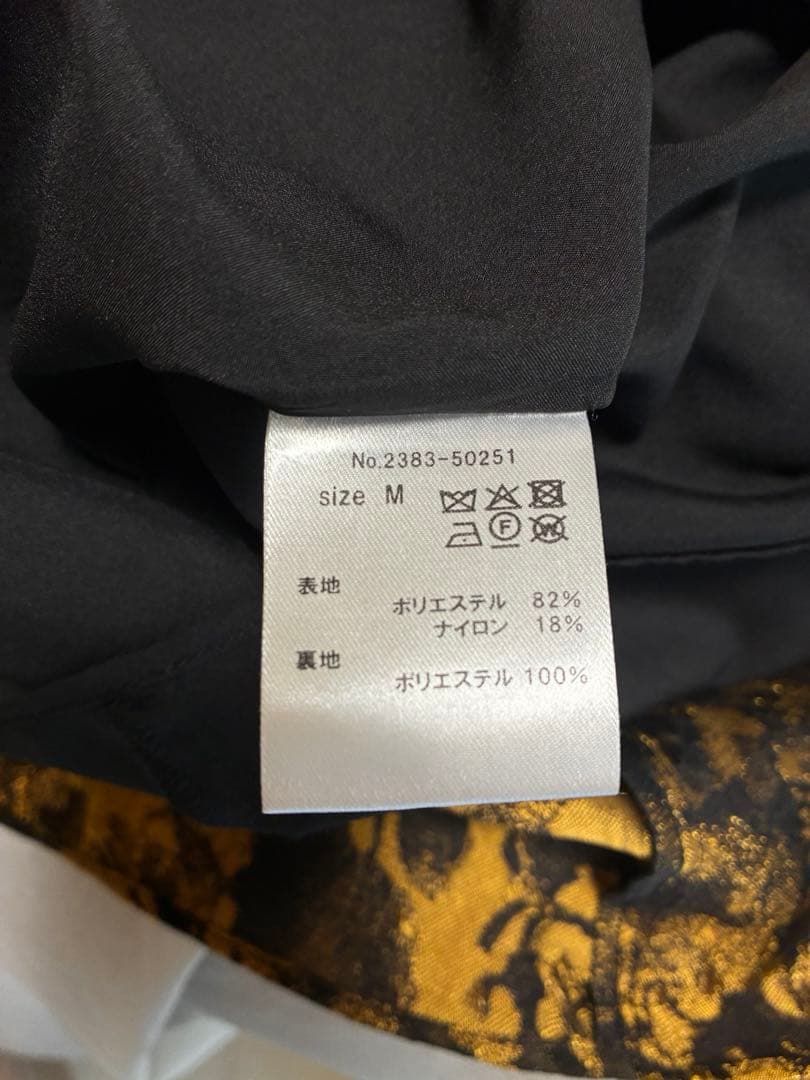 No.2383-50251
size M
F W
表地
ポリエステル 82%
ナイロン 18%
裏地
ポリエステル 100%